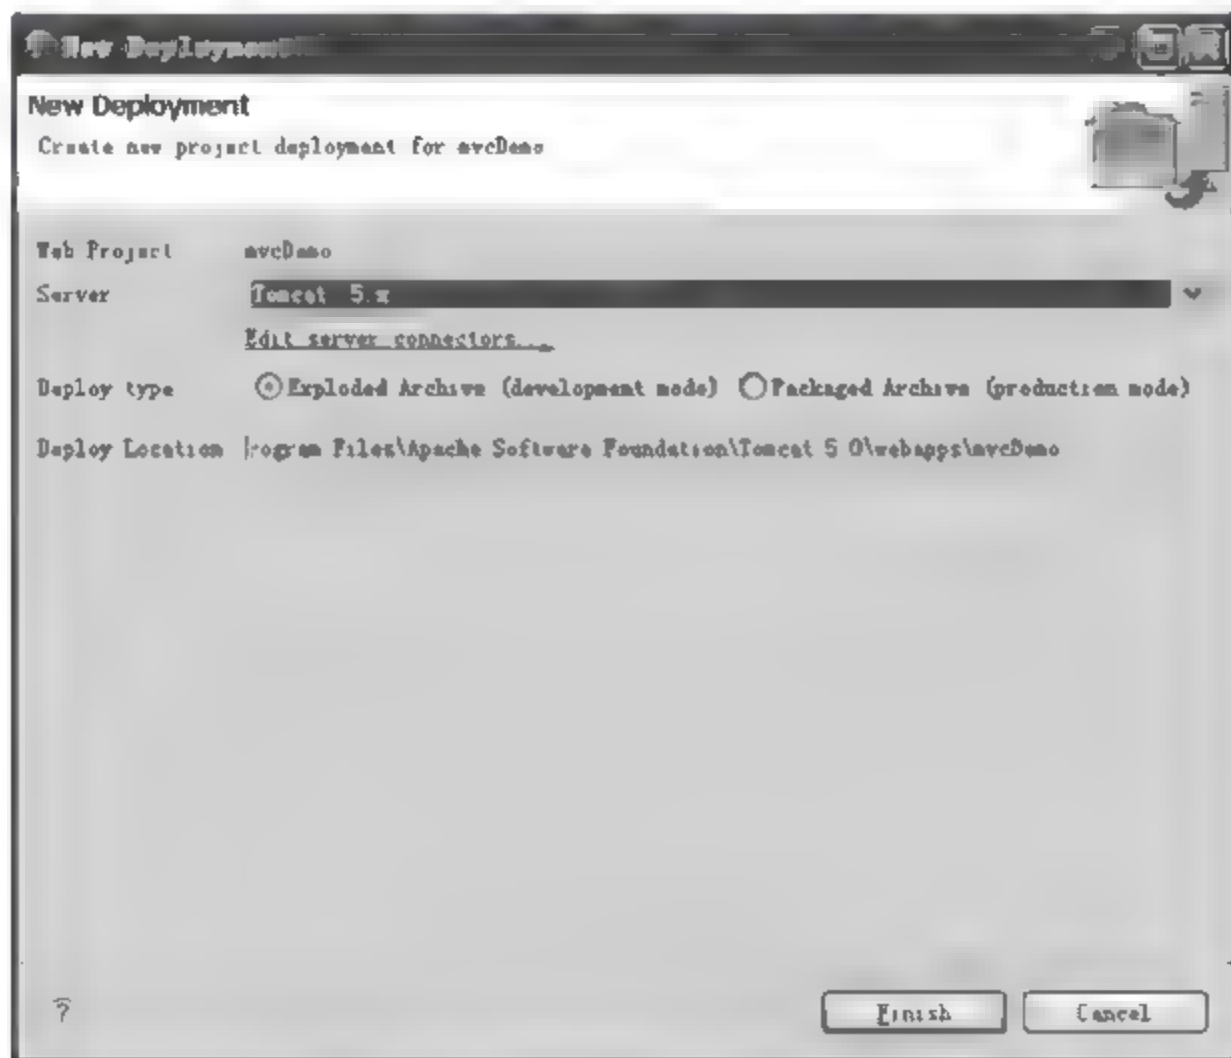 New Deployment
New Deployment
Create new project deployment for mvcDemo
Web Project mvcDemo
Server Tomcat 5.x
Edit server connectors...
Deploy type Exploded Archive (development mode) Packaged Archive (production mode)
Deploy Location rogram Files\Apache Software Foundation\Tomcat 5 0\webapps\mvcDemo
? Finish Cancel